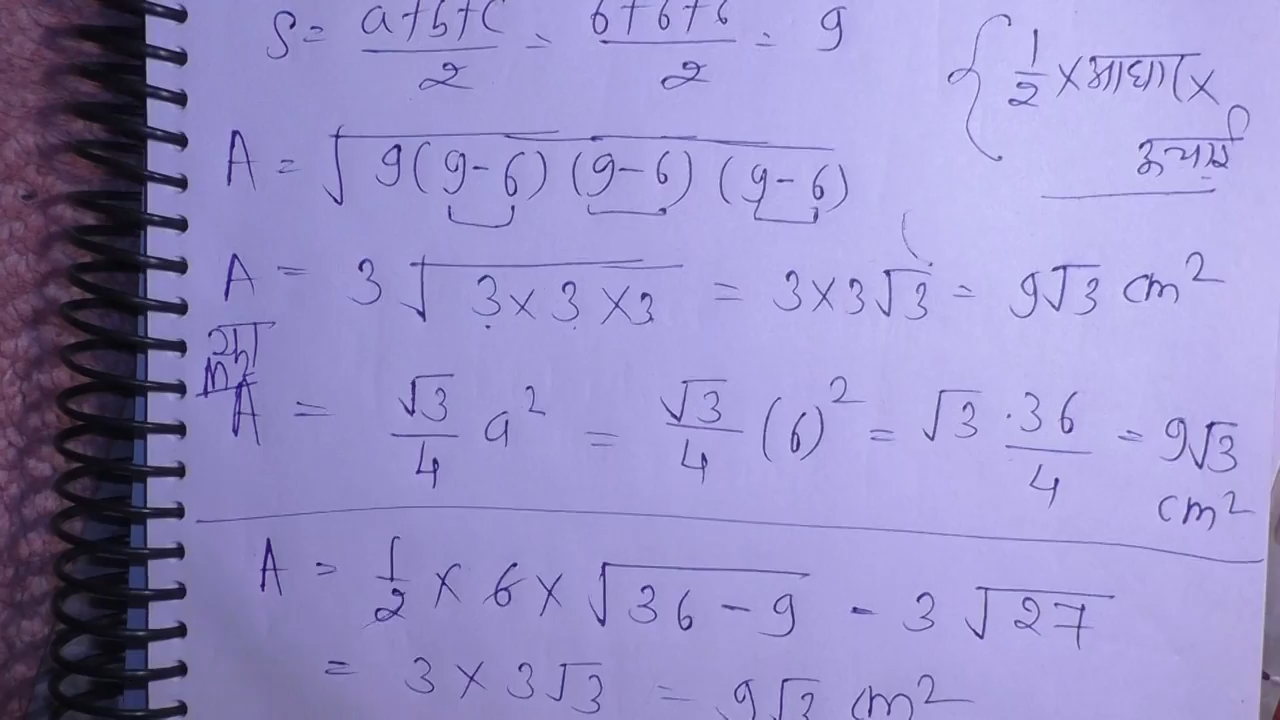 S = a+b+c/2 = 6+6+6/2 = 9
{ 1/2 × आधार ×
ऊंचाई
A = √9(9-6)(9-6)(9-6)
A = 3√3×3×3 = 3×3√3 = 9√3 cm²
A = √3/4 a² = √3/4 (6)² = √3 · 36/4 = 9√3
cm²
A = 1/2 × 6 × √36-9 - 3√27
= 3×3√3 = 9√3 cm²